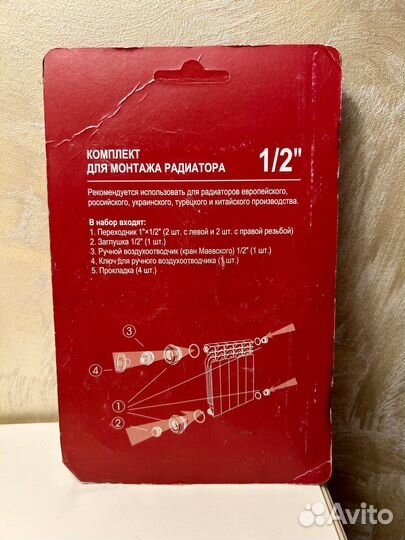 КОМПЛЕКТ
ДЛЯ МОНТАЖА РАДИАТОРА 1/2"
Рекомендуется использовать для радиаторов европейского,
российского, украинского, турецкого и китайского производства.
В набор входят:
1. Переходник 1"×1/2" (2 шт. с левой и 2 шт. с правой резьбой)
2. Заглушка 1/2" (1 шт.)
3. Ручной воздухоотводчик (кран Маевского) 1/2" (1 шт.)
4. Ключ для ручного воздухоотводчика (1 шт.)
5. Прокладка (4 шт.)
3
4
1
2
Avito